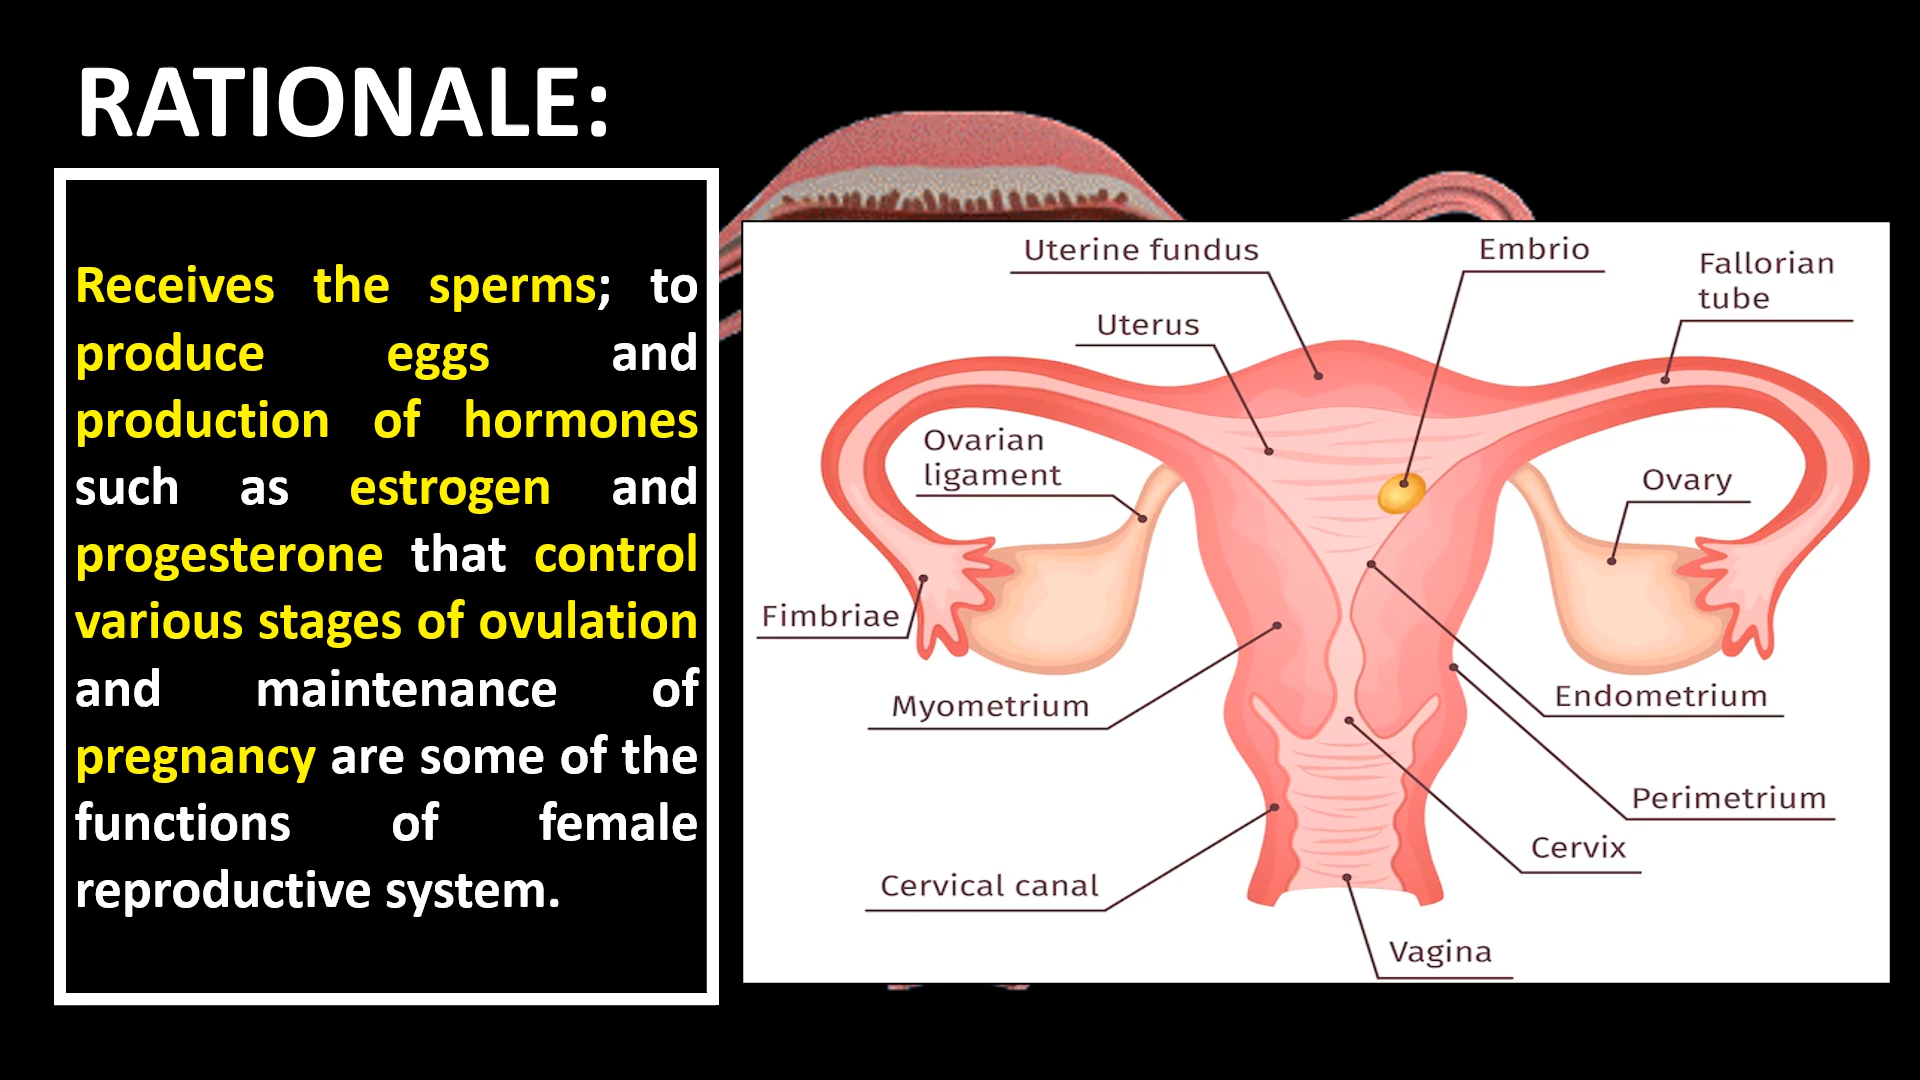 RATIONALE:
Receives the sperms; to
produce eggs and
production of hormones
such as estrogen and
progesterone that control
various stages of ovulation
and maintenance of
pregnancy are some of the
functions of female
reproductive system.
Uterine fundus
Embrio
Fallorian
tube
Uterus
Ovarian
ligament
Ovary
Fimbriae
Myometrium
Endometrium
Perimetrium
Cervix
Cervical canal
Vagina